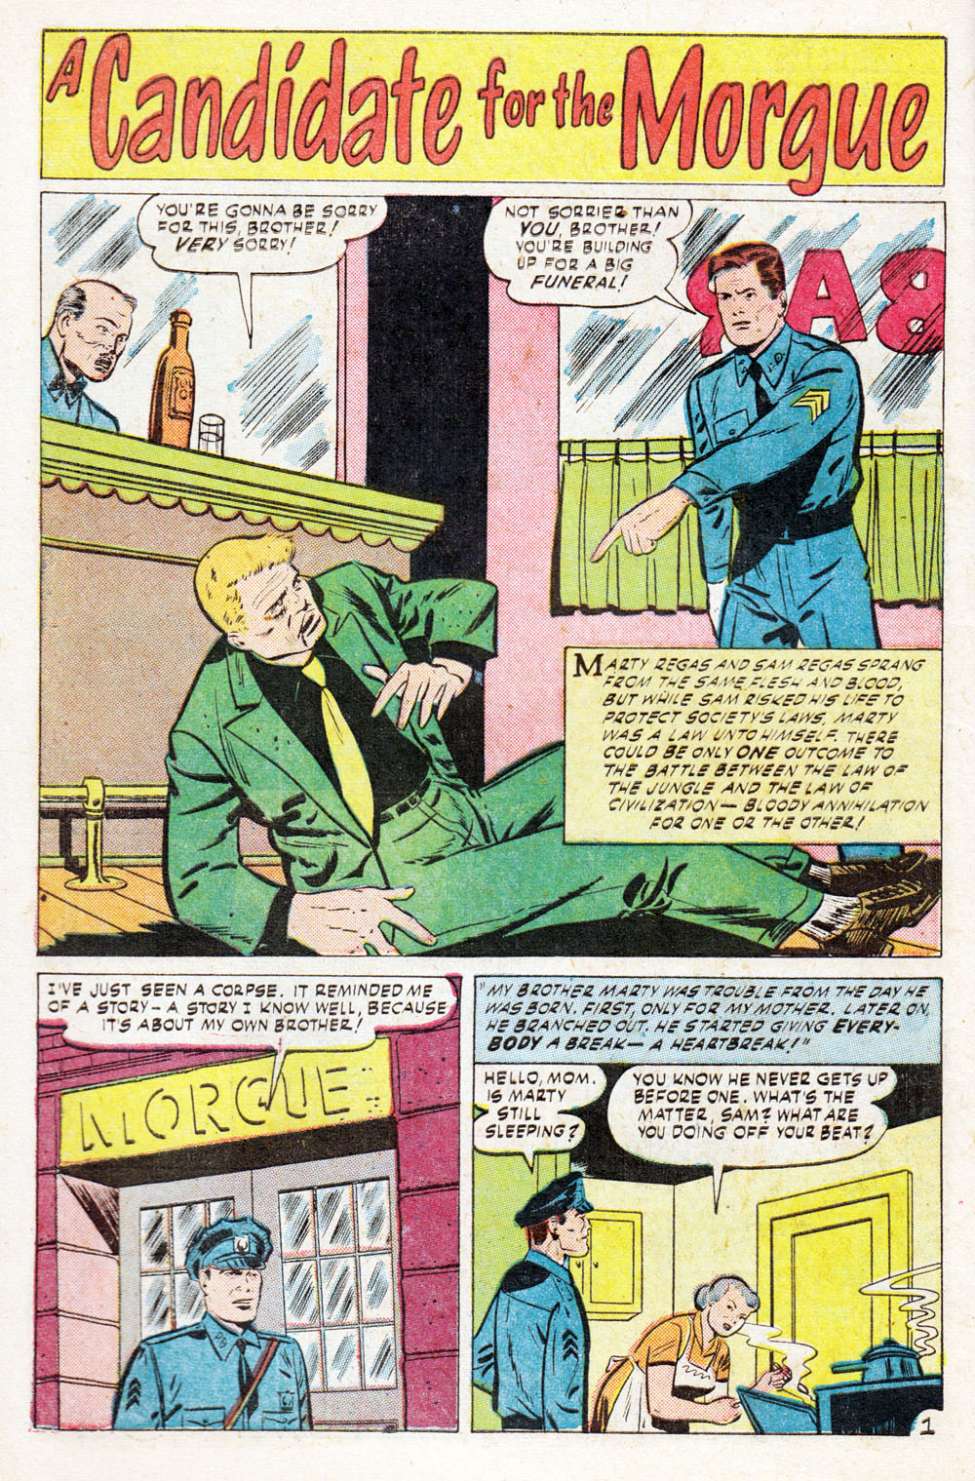 A Candidate for the Morgue
YOU'RE GONNA BE SORRY
FOR THIS, BROTHER!
VERY SORRY!
NOT SORRIER THAN
YOU, BROTHER!
YOU'RE BUILDING
UP FOR A BIG
FUNERAL!
BAR
MARTY REGAS AND SAM REGAS SPRANG
FROM THE SAME FLESH AND BLOOD,
BUT WHILE SAM RISKED HIS LIFE TO
PROTECT SOCIETY'S LAWS, MARTY
WAS A LAW UNTO HIMSELF. THERE
COULD BE ONLY ONE OUTCOME TO
THE BATTLE BETWEEN THE LAW OF
THE JUNGLE AND THE LAW OF
CIVILIZATION — BLOODY ANNIHILATION
FOR ONE OR THE OTHER!
I'VE JUST SEEN A CORPSE. IT REMINDED ME
OF A STORY — A STORY I KNOW WELL, BECAUSE
IT'S ABOUT MY OWN BROTHER!
MORGUE
"MY BROTHER MARTY WAS TROUBLE FROM THE DAY HE
WAS BORN. FIRST, ONLY FOR MY MOTHER. LATER ON,
HE BRANCHED OUT. HE STARTED GIVING EVERY-
BODY A BREAK — A HEARTBREAK!"
HELLO, MOM.
IS MARTY
STILL
SLEEPING?
YOU KNOW HE NEVER GETS UP
BEFORE ONE. WHAT'S THE
MATTER, SAM? WHAT ARE
YOU DOING OFF YOUR BEAT?
1